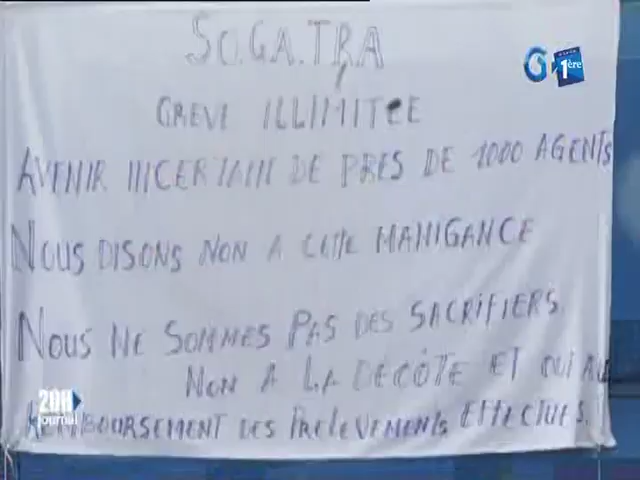 SO.GA.TRA
G 1ère
GREVE ILLIMITEE
AVENIR INCERTAIN DE PRES DE 1000 AGENTS
NOUS DISONS NON A CETTE MANIGANCE
NOUS NE SOMMES PAS DES SACRIFIERS
NON A LA DECÔTE ET OUI AU
REMBOURSEMENT DES PRELEVEMENTS EFFECTUES.
20H
journal